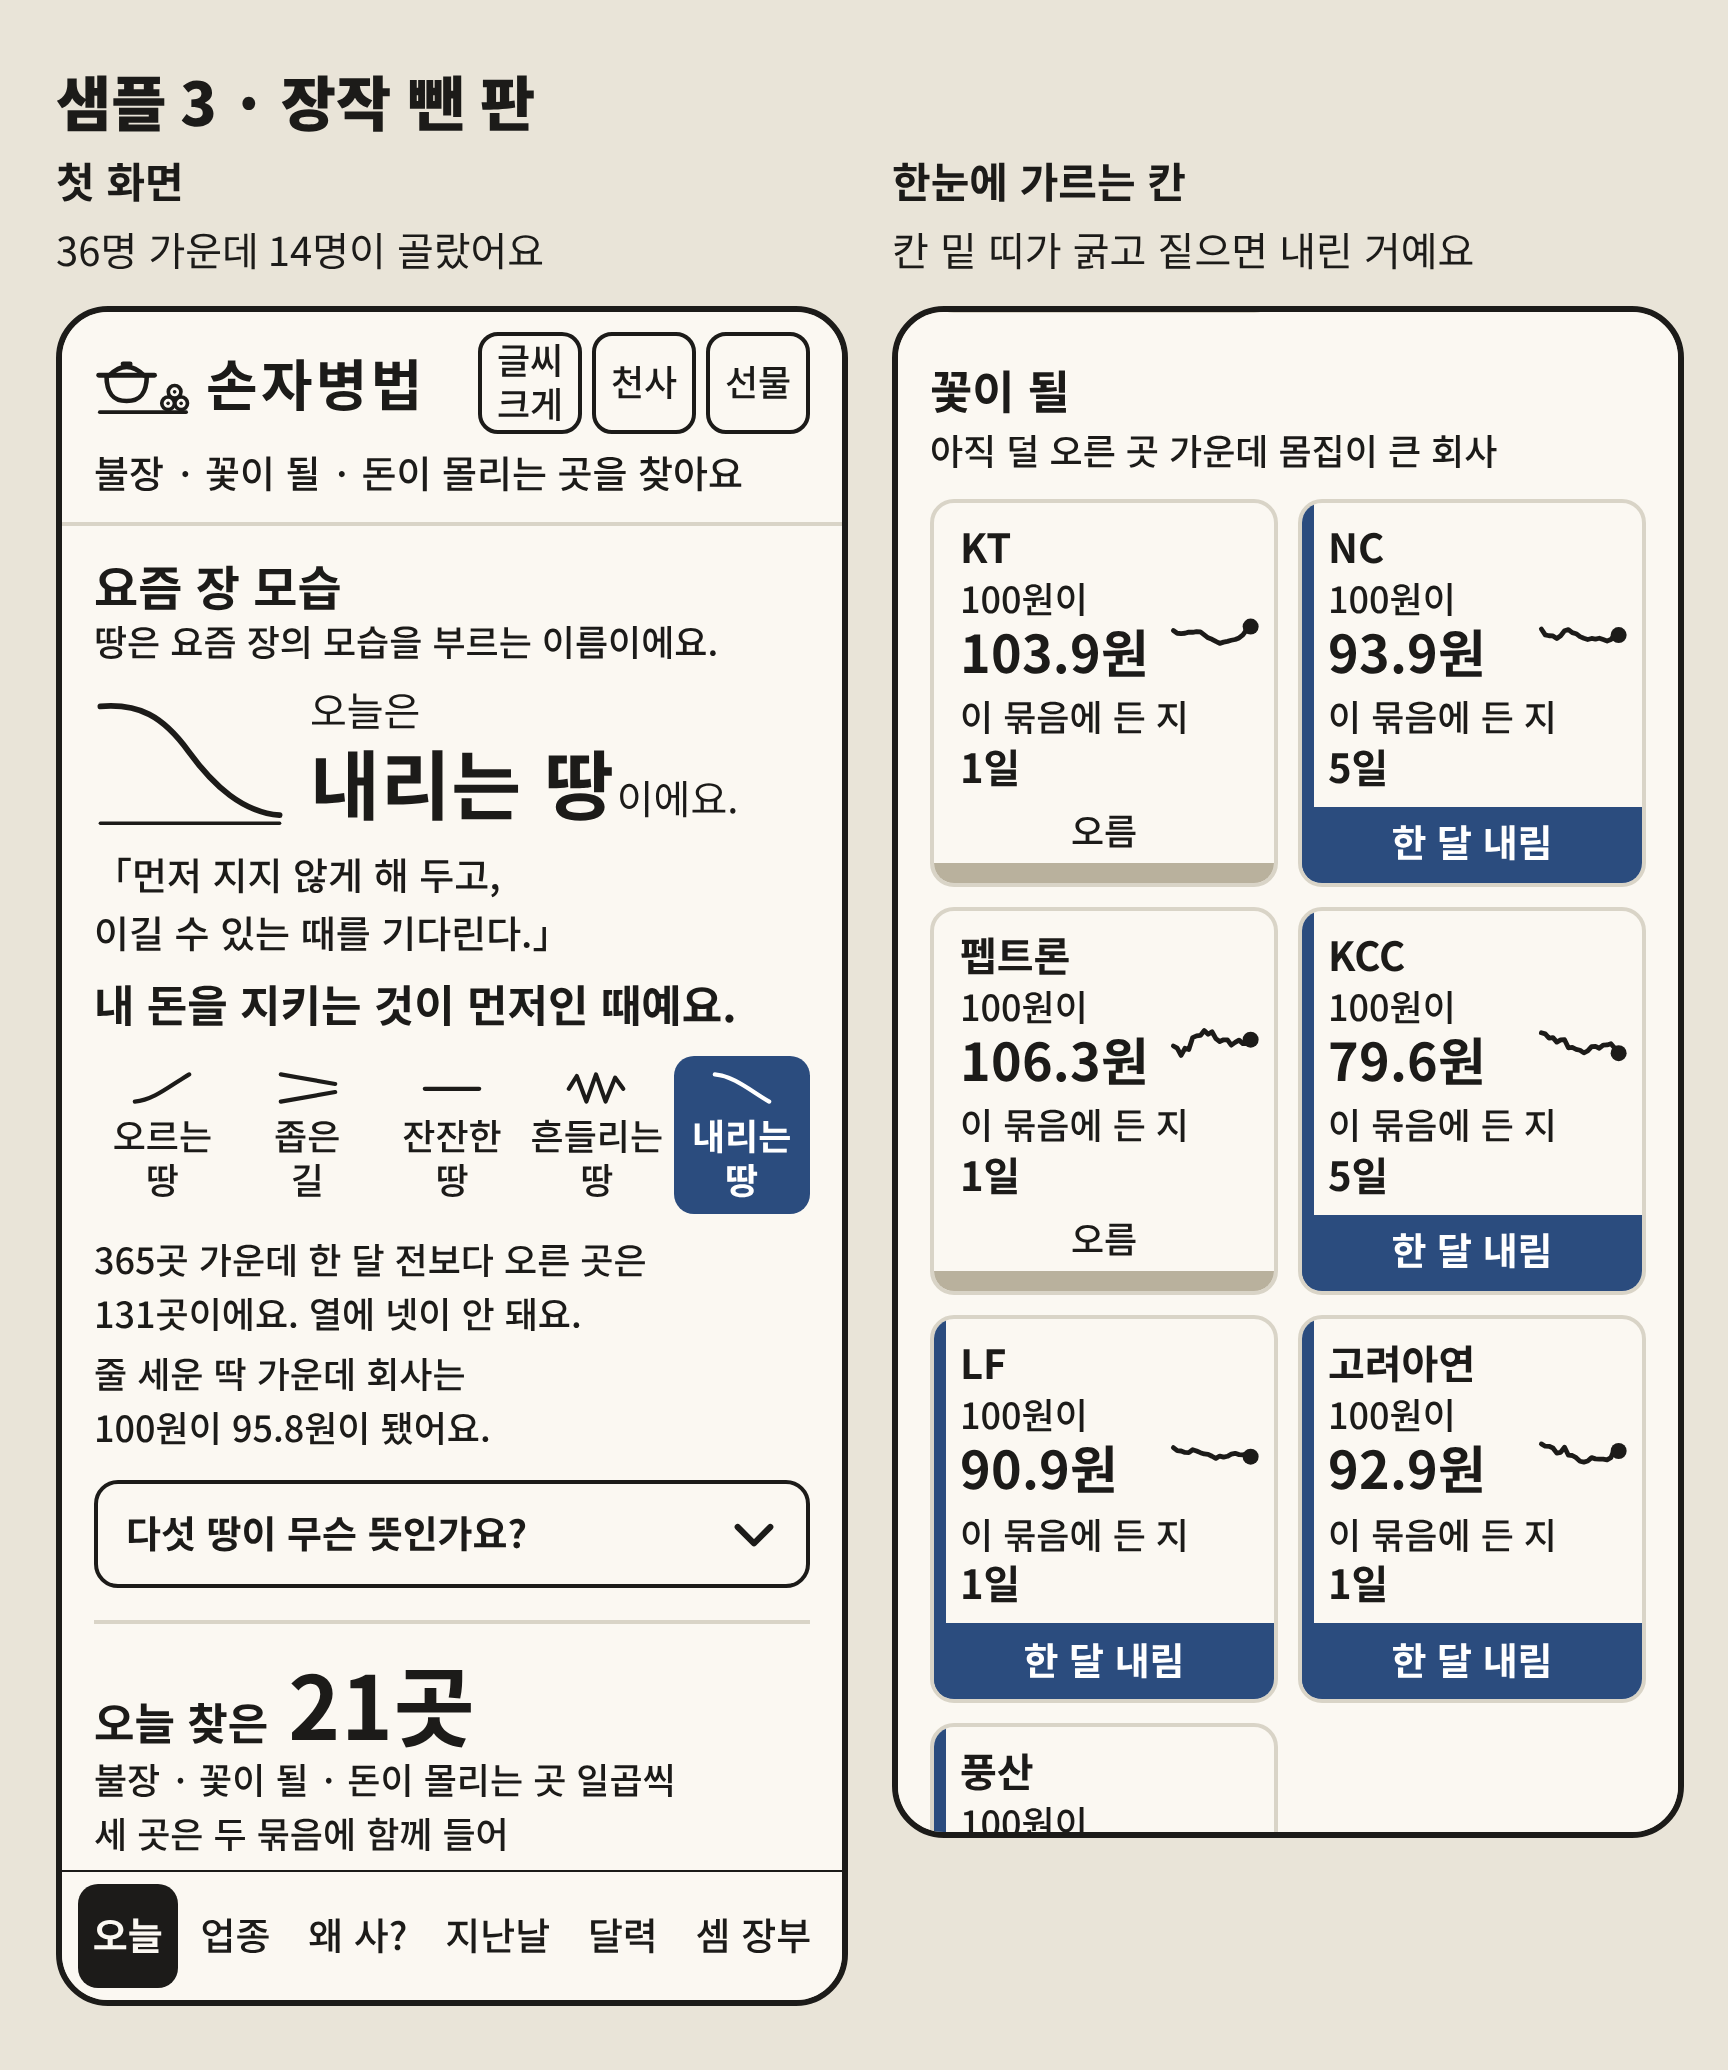 샘플 3 · 장작 뺀 판
첫 화면
36명 가운데 14명이 골랐어요
손자병법
글씨
크게
천사
선물
불장 · 꽃이 될 · 돈이 몰리는 곳을 찾아요
요즘 장 모습
땅은 요즘 장의 모습을 부르는 이름이에요.
오늘은
내리는 땅이에요.
「먼저 지지 않게 해 두고,
이길 수 있는 때를 기다린다.」
내 돈을 지키는 것이 먼저인 때예요.
오르는
땅
좁은
길
잔잔한
땅
흔들리는
땅
내리는
땅
365곳 가운데 한 달 전보다 오른 곳은
131곳이에요. 열에 넷이 안 돼요.
줄 세운 딱 가운데 회사는
100원이 95.8원이 됐어요.
다섯 땅이 무슨 뜻인가요?
오늘 찾은 21곳
불장 · 꽃이 될 · 돈이 몰리는 곳 일곱씩
세 곳은 두 묶음에 함께 들어
오늘 업종 왜 사? 지난날 달력 셈 장부
한눈에 가르는 칸
칸 밑 띠가 굵고 짙으면 내린 거예요
꽃이 될
아직 덜 오른 곳 가운데 몸집이 큰 회사
KT
100원이
103.9원
이 묶음에 든 지
1일
오름
NC
100원이
93.9원
이 묶음에 든 지
5일
한 달 내림
펩트론
100원이
106.3원
이 묶음에 든 지
1일
오름
KCC
100원이
79.6원
이 묶음에 든 지
5일
한 달 내림
LF
100원이
90.9원
이 묶음에 든 지
1일
한 달 내림
고려아연
100원이
92.9원
이 묶음에 든 지
1일
한 달 내림
풍산
100원이